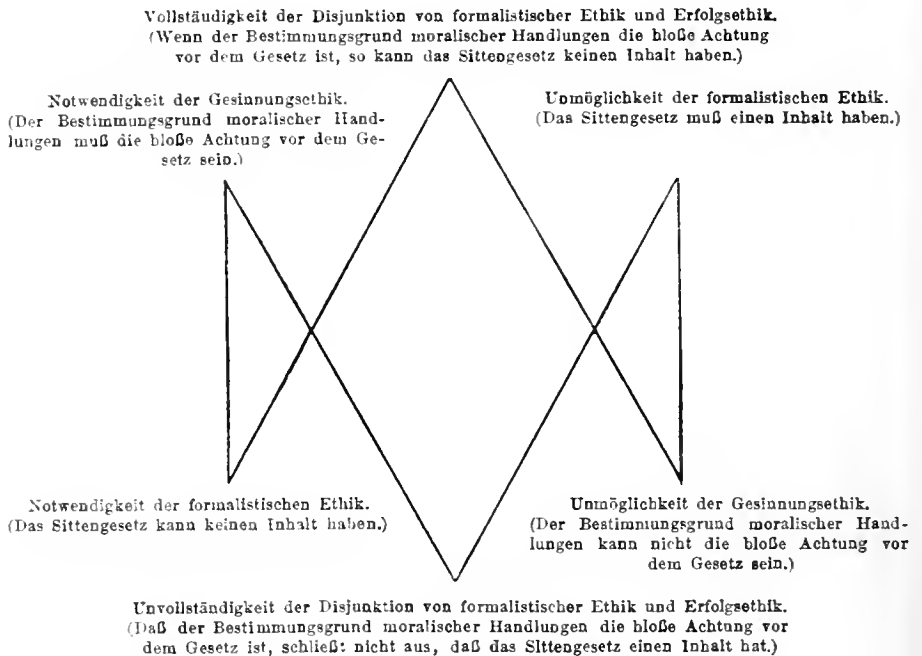 Vollständigkeit der Disjunktion von formalistischer Ethik und Erfolgsethik.
(Wenn der Bestimmungsgrund moralischer Handlungen die bloße Achtung
vor dem Gesetz ist, so kann das Sittengesetz keinen Inhalt haben.)
Notwendigkeit der Gesinnungsethik.
(Der Bestimmungsgrund moralischer Hand-
lungen muß die bloße Achtung vor dem Ge-
setz sein.)
Unmöglichkeit der formalistischen Ethik.
(Das Sittengesetz muß einen Inhalt haben.)
Notwendigkeit der formalistischen Ethik.
(Das Sittengesetz kann keinen Inhalt haben.)
Unmöglichkeit der Gesinnungsethik.
(Der Bestimmungsgrund moralischer Hand-
lungen kann nicht die bloße Achtung vor
dem Gesetz sein.)
Unvollständigkeit der Disjunktion von formalistischer Ethik und Erfolgsethik.
(Daß der Bestimmungsgrund moralischer Handlungen die bloße Achtung vor
dem Gesetz ist, schließt nicht aus, daß das Sittengesetz einen Inhalt hat.)